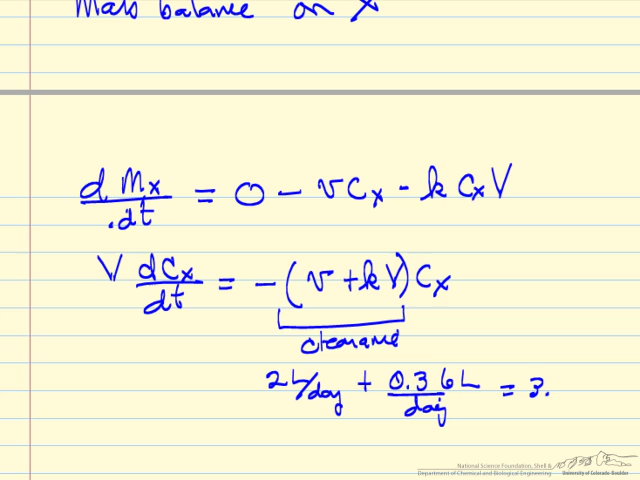 Mass balance on X
d Mx / dt = 0 - v Cx - k Cx V
V dCx / dt = - (v + k V) Cx
clearance
2 L/day + 0.36 L / day = 3.
National Science Foundation, Shell &
Department of Chemical and Biological Engineering
University of Colorado-Boulder